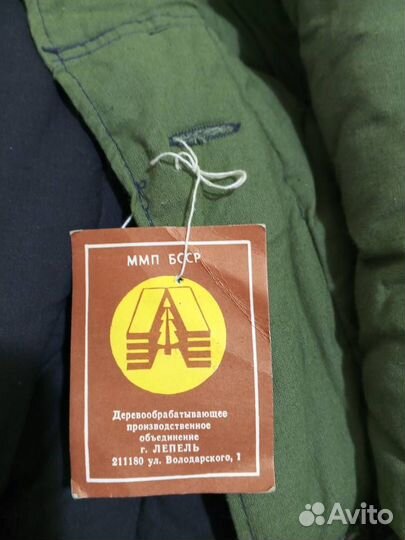 ММП БССР
Деревообрабатывающее
производственное
объединение
г. ЛЕПЕЛЬ
211180 ул. Володарского, 1
Avito